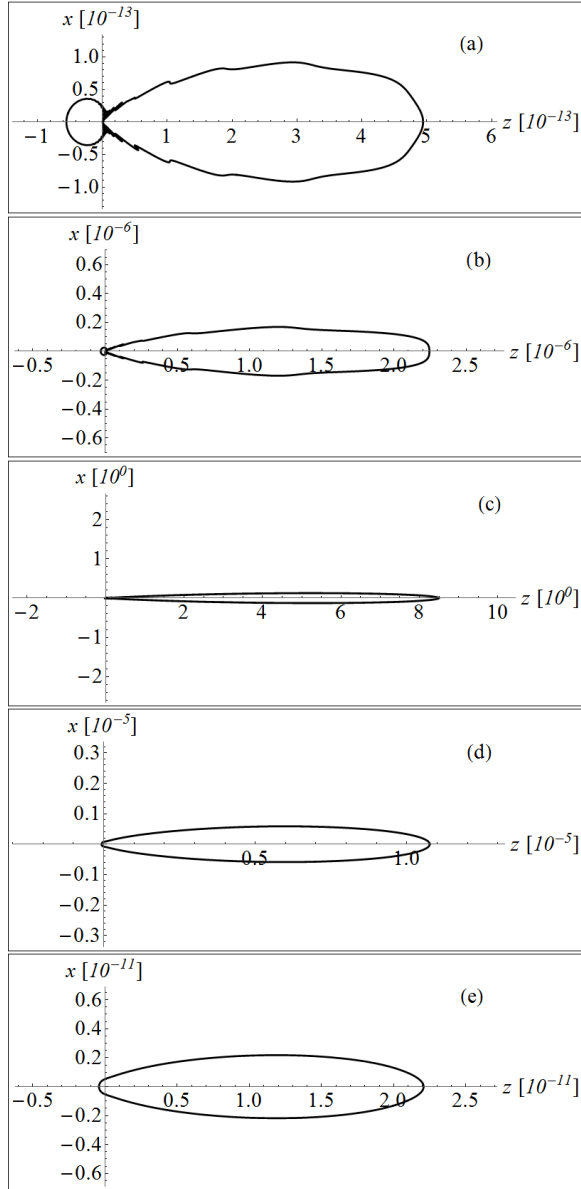 x [10^-13]
(a)
1.0
0.5
−1 1 2 3 4 5 6 z [10^-13]
−0.5
−1.0
x [10^-6]
(b)
0.6
0.4
0.2
−0.5 0.5 1.0 1.5 2.0 2.5 z [10^-6]
−0.2
−0.4
−0.6
x [10^0]
(c)
2
1
−2 2 4 6 8 10 z [10^0]
−1
−2
x [10^-5]
(d)
0.3
0.2
0.1
0.5 1.0 z [10^-5]
−0.1
−0.2
−0.3
x [10^-11]
(e)
0.6
0.4
0.2
−0.5 0.5 1.0 1.5 2.0 2.5 z [10^-11]
−0.2
−0.4
−0.6